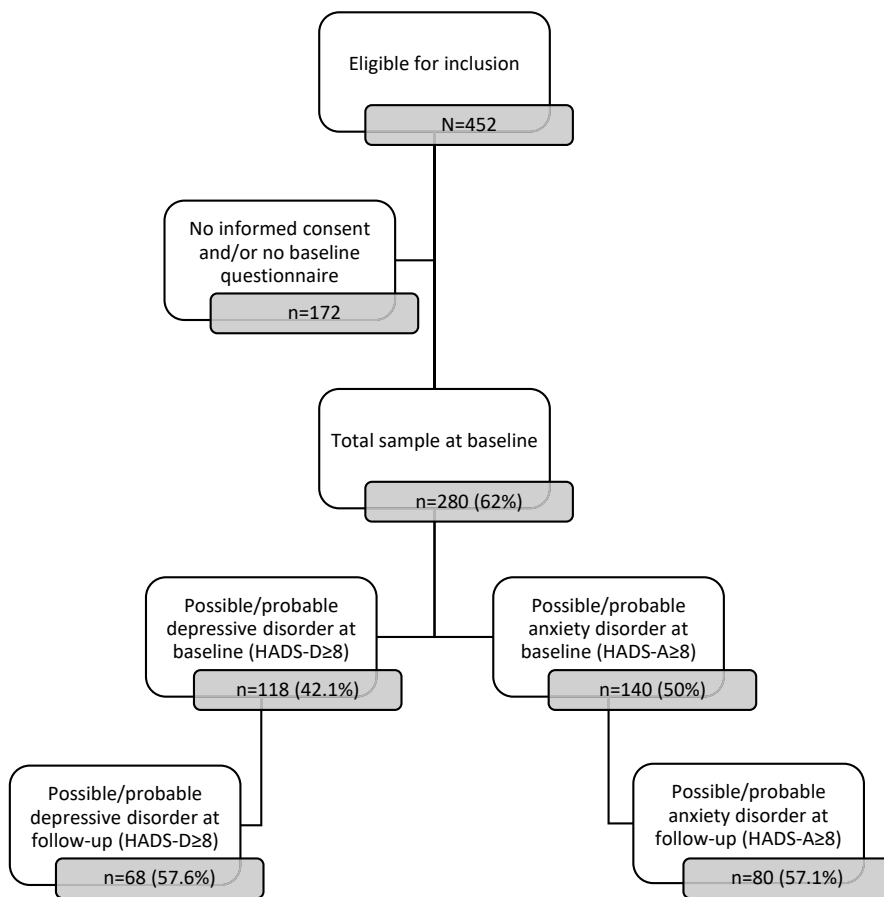 Eligible for inclusion
N=452
No informed consent
and/or no baseline
questionnaire
n=172
Total sample at baseline
n=280 (62%)
Possible/probable
depressive disorder at
baseline (HADS-D≥8)
n=118 (42.1%)
Possible/probable
anxiety disorder at
baseline (HADS-A≥8)
n=140 (50%)
Possible/probable
depressive disorder at
follow-up (HADS-D≥8)
n=68 (57.6%)
Possible/probable
anxiety disorder at
follow-up (HADS-A≥8)
n=80 (57.1%)